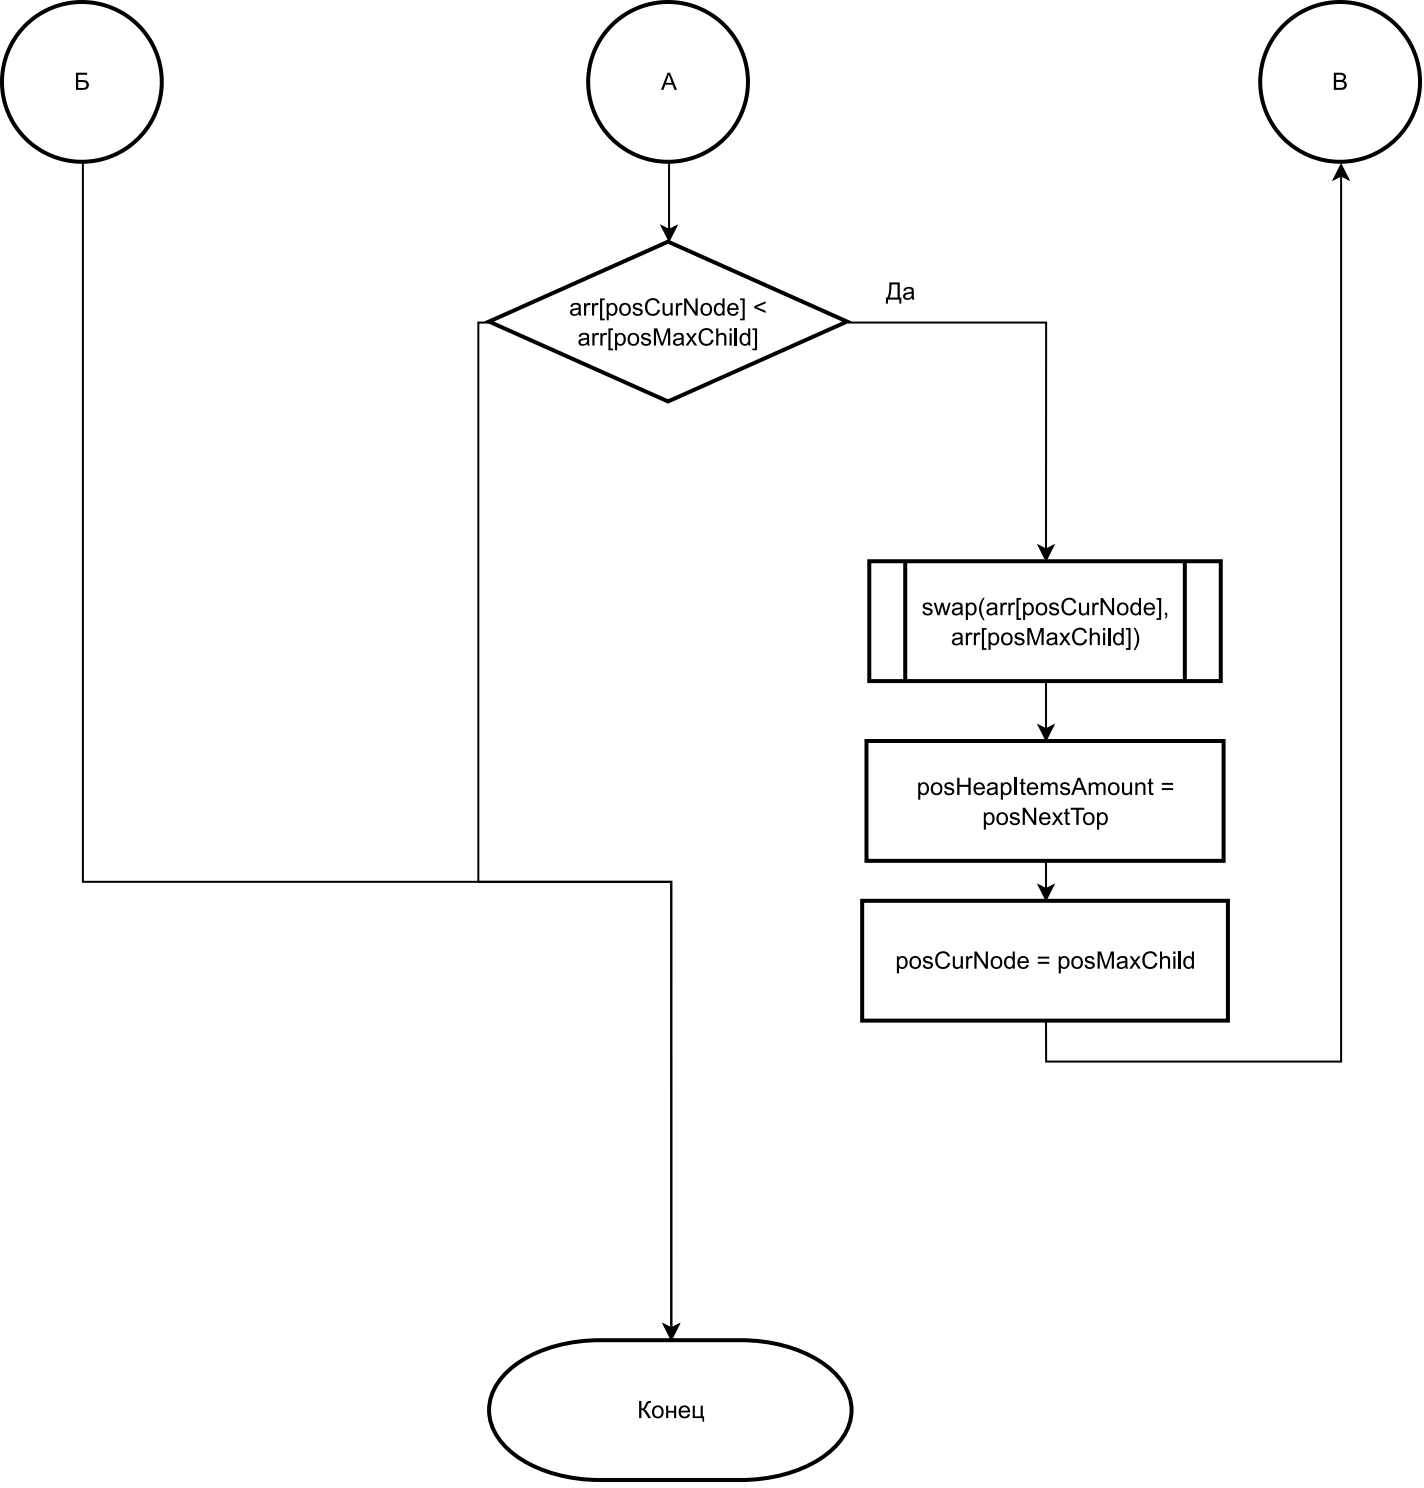 Б
А
В
arr[posCurNode] <
arr[posMaxChild]
Да
swap(arr[posCurNode],
arr[posMaxChild])
posHeapItemsAmount =
posNextTop
posCurNode = posMaxChild
Конец